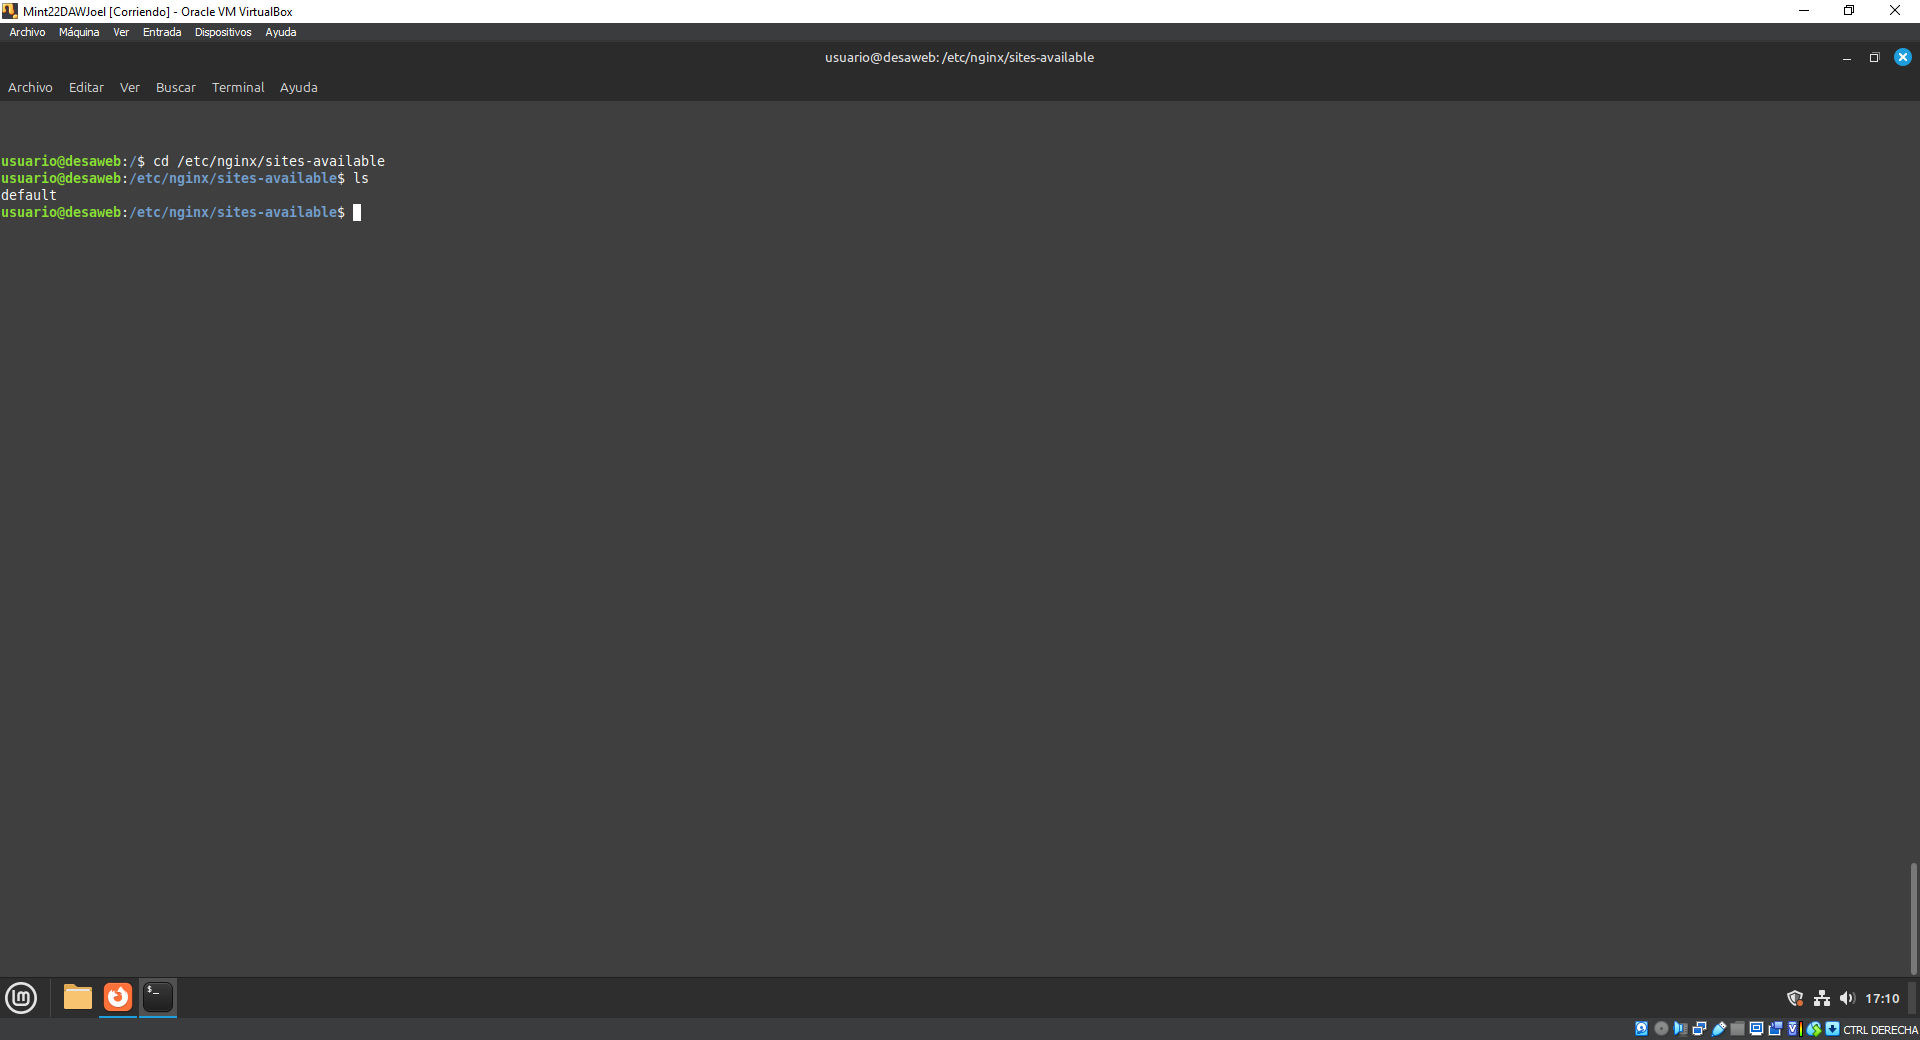 Mint22DAWJoel [Corriendo] - Oracle VM VirtualBox
Archivo Máquina Ver Entrada Dispositivos Ayuda
usuario@desaweb: /etc/nginx/sites-available
Archivo Editar Ver Buscar Terminal Ayuda
usuario@desaweb:/$ cd /etc/nginx/sites-available
usuario@desaweb:/etc/nginx/sites-available$ ls
default
usuario@desaweb:/etc/nginx/sites-available$
$_
17:10
CTRL DERECHA